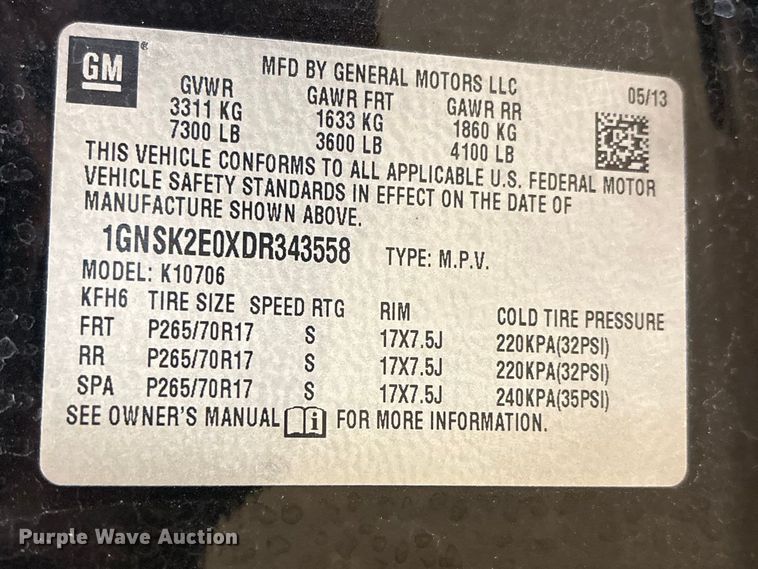 GM ®
MFD BY GENERAL MOTORS LLC
05/13
GVWR GAWR FRT GAWR RR
3311 KG 1633 KG 1860 KG
7300 LB 3600 LB 4100 LB
THIS VEHICLE CONFORMS TO ALL APPLICABLE U.S. FEDERAL MOTOR
VEHICLE SAFETY STANDARDS IN EFFECT ON THE DATE OF
MANUFACTURE SHOWN ABOVE.
1GNSK2E0XDR343558 TYPE: M.P.V.
MODEL: K10706
KFH6 TIRE SIZE SPEED RTG RIM COLD TIRE PRESSURE
FRT P265/70R17 S 17X7.5J 220KPA(32PSI)
RR P265/70R17 S 17X7.5J 220KPA(32PSI)
SPA P265/70R17 S 17X7.5J 240KPA(35PSI)
SEE OWNER'S MANUAL i FOR MORE INFORMATION.
Purple Wave Auction